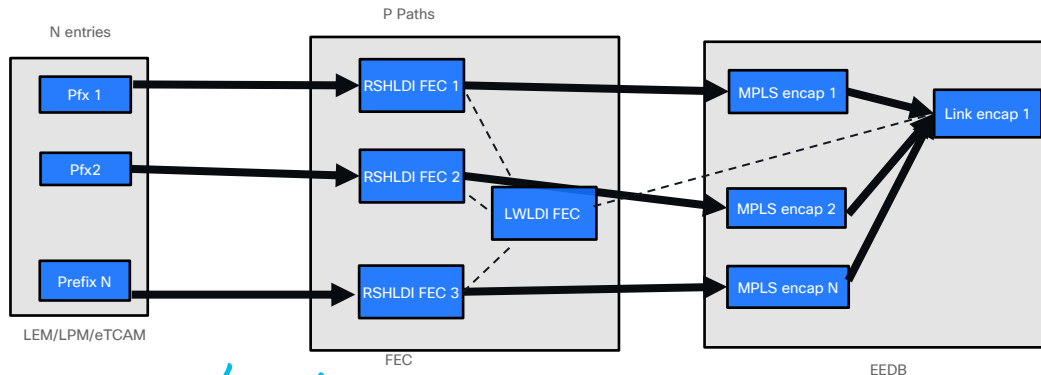 N entries
P Paths
Pfx 1
RSHLDI FEC 1
MPLS encap 1
Link encap 1
Pfx2
RSHLDI FEC 2
LWLDI FEC
MPLS encap 2
Prefix N
RSHLDI FEC 3
MPLS encap N
LEM/LPM/eTCAM
FEC
EEDB